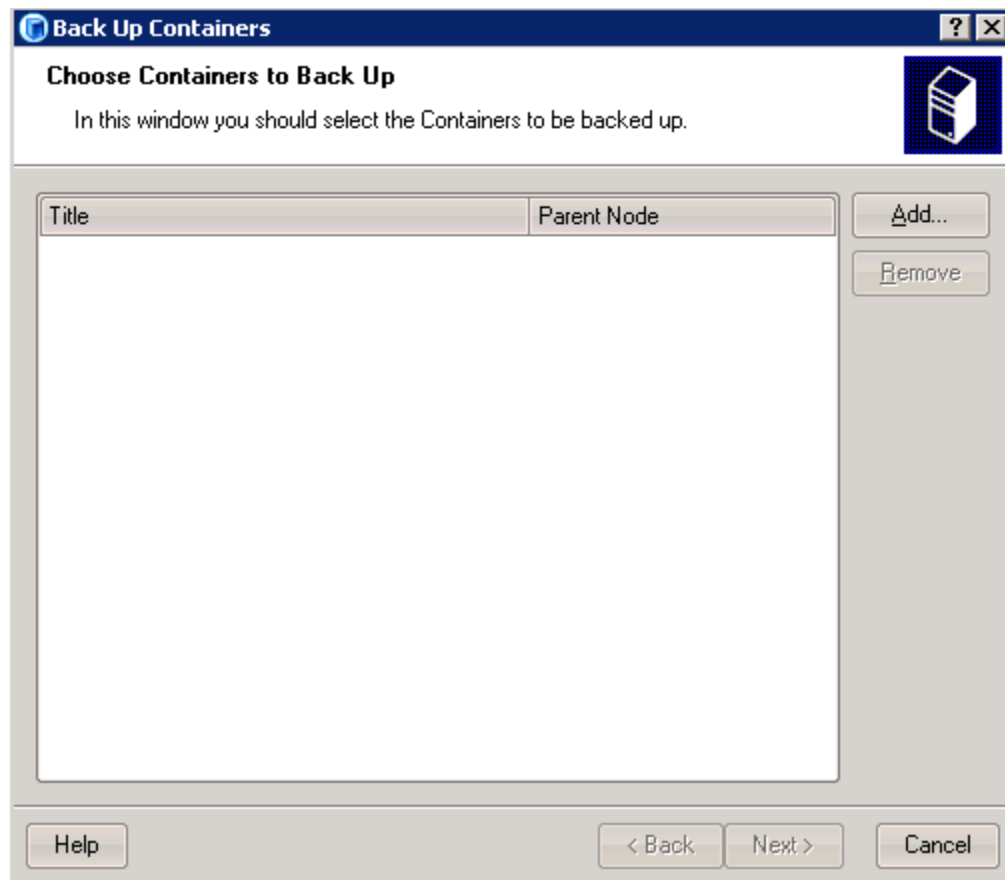 Back Up Containers
?
Choose Containers to Back Up
In this window you should select the Containers to be backed up.
Title Parent Node Add...
Remove
Help < Back Next > Cancel